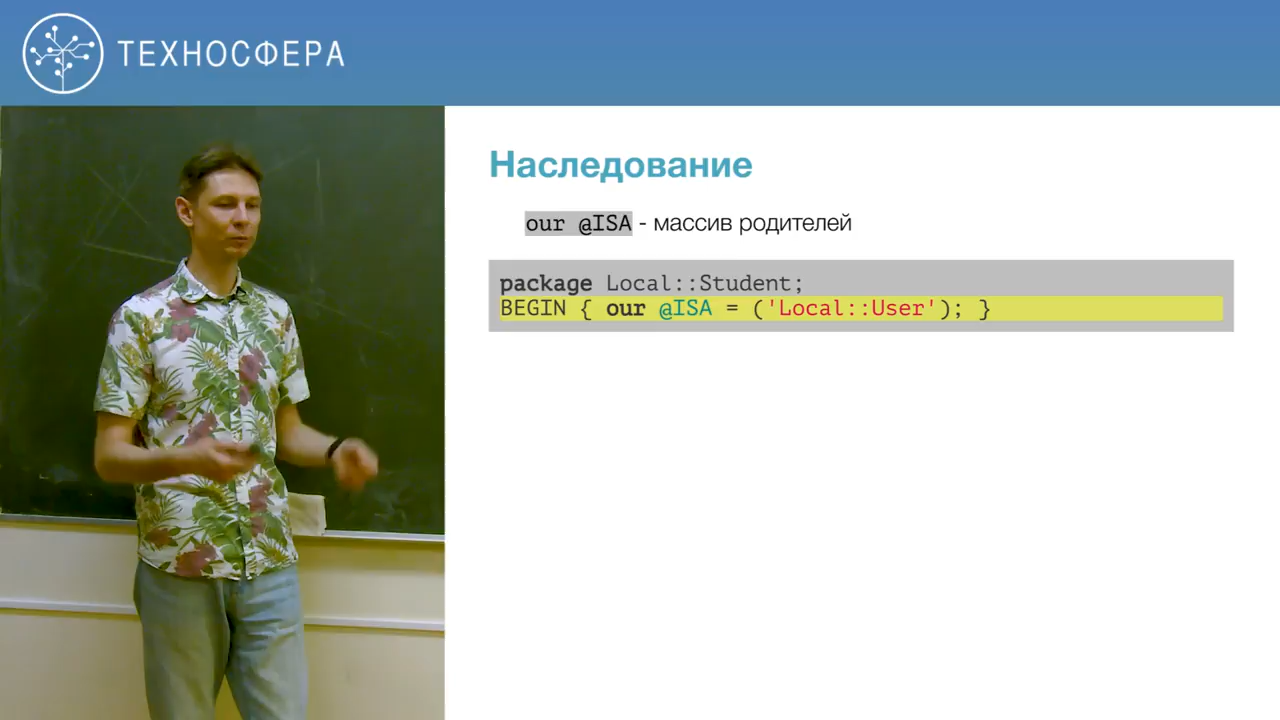 ТЕХНОСФЕРА
Наследование
our @ISA - массив родителей
package Local::Student;
BEGIN { our @ISA = ('Local::User'); }